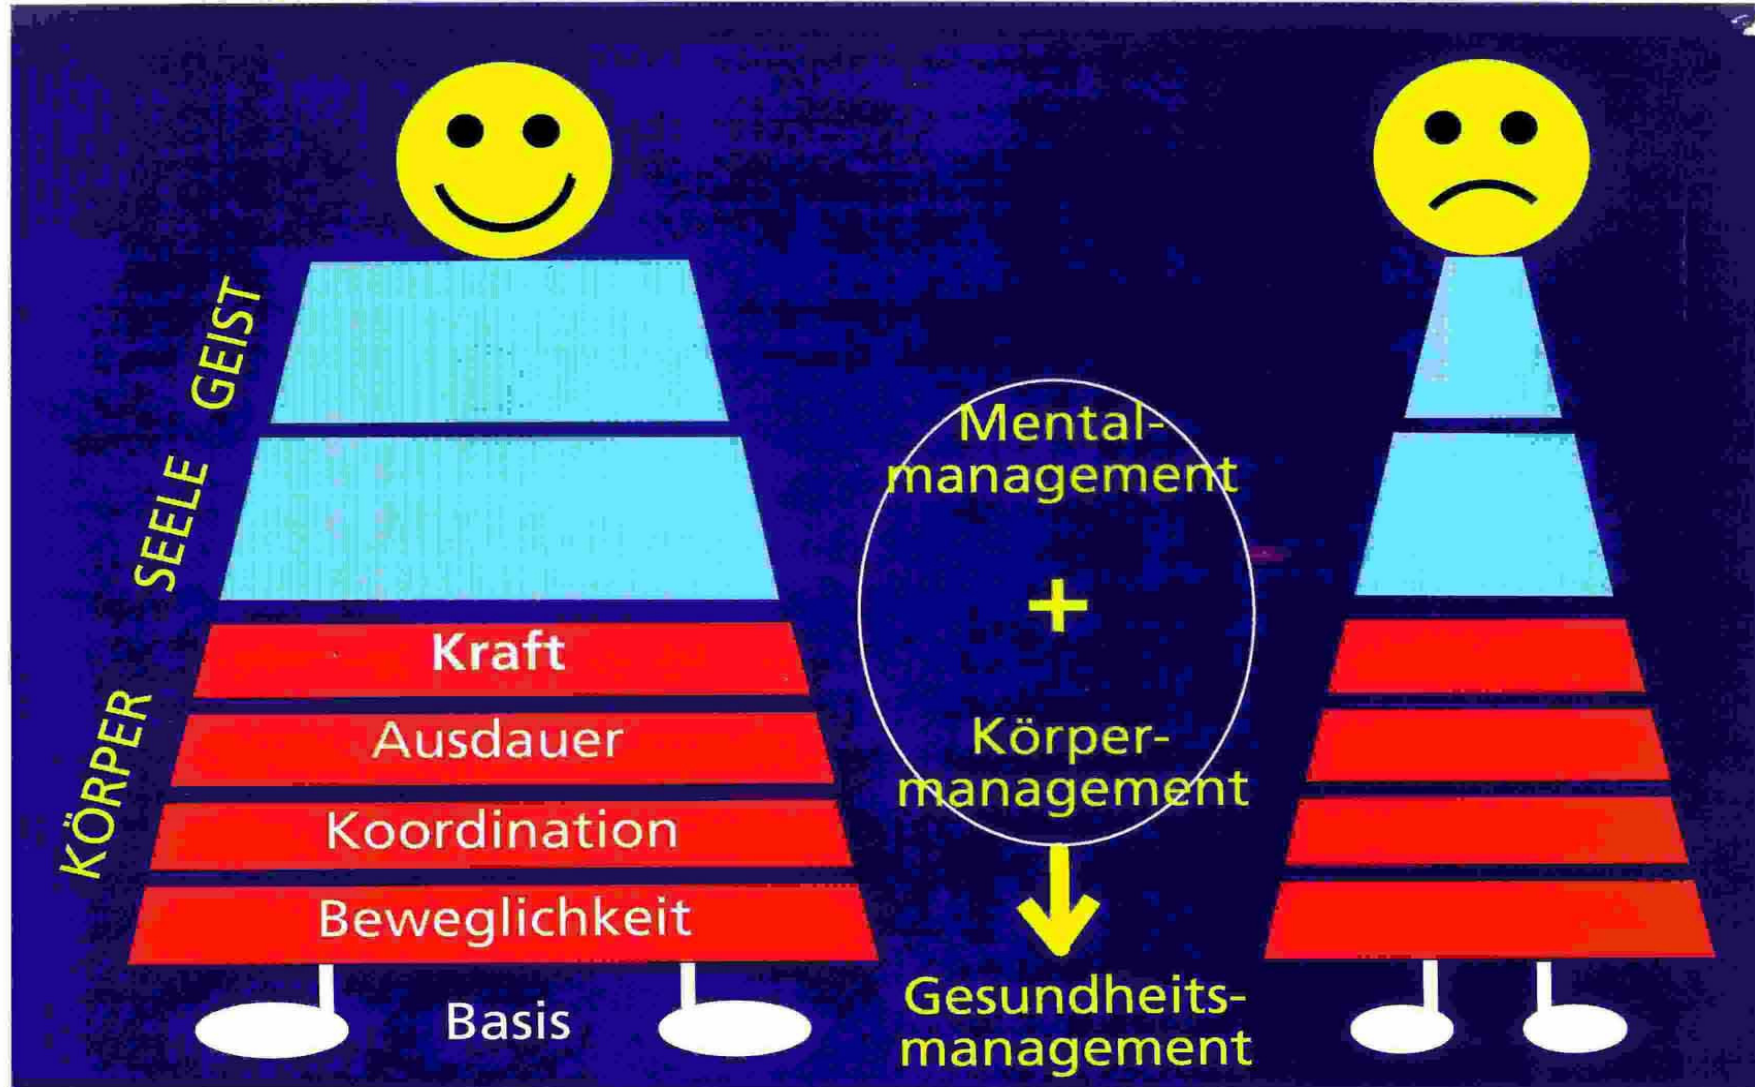 GEIST
SEELE
KÖRPER
Kraft
Ausdauer
Koordination
Beweglichkeit
Basis
Mental-
management
+
Körper-
management
Gesundheits-
management